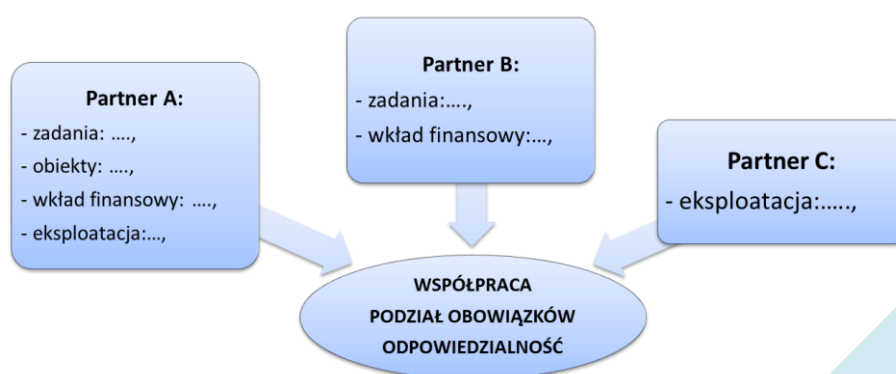 Partner A:
- zadania: ....,
- obiekty: ....,
- wkład finansowy: ....,
- eksploatacja:...,
Partner B:
- zadania:....,
- wkład finansowy:...,
Partner C:
- eksploatacja:.....,
WSPÓŁPRACA
PODZIAŁ OBOWIĄZKÓW
ODPOWIEDZIALNOŚĆ